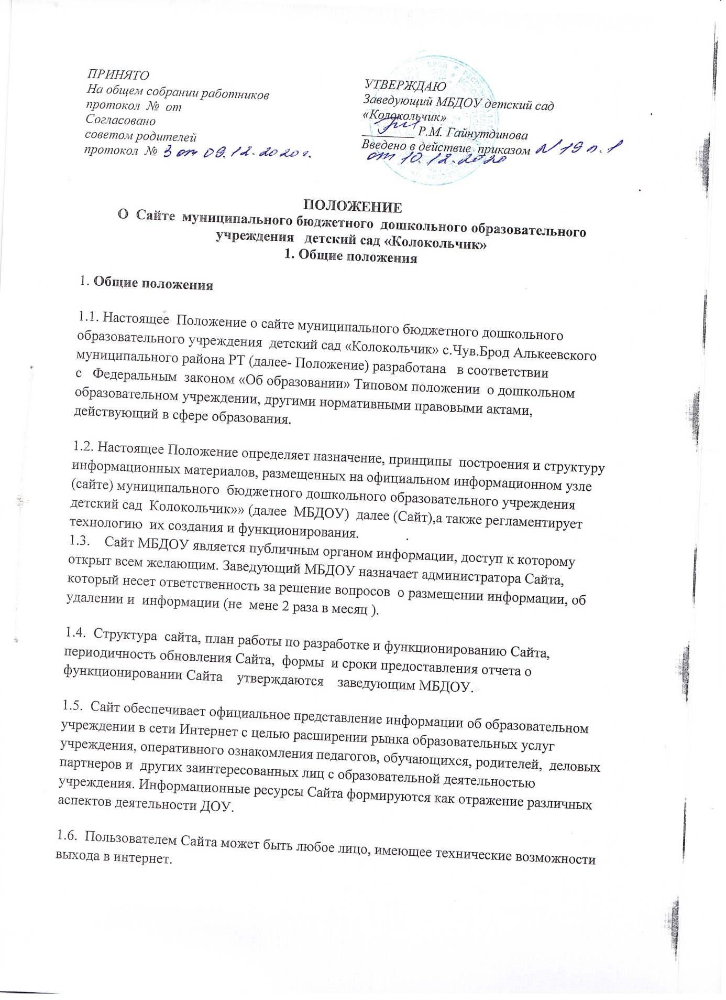 ПРИНЯТО
На общем собрании работников
протокол № от
Согласовано
советом родителей
протокол № 3 от 09.12.2020г.
УТВЕРЖДАЮ
Заведующий МБДОУ детский сад
«Колокольчик»
________ Р.М. Гайнутдинова
Введено в действие приказом N 19 п. 1
от 10.12.2020
ПОЛОЖЕНИЕ
О Сайте муниципального бюджетного дошкольного образовательного
учреждения детский сад «Колокольчик»
1. Общие положения
1. Общие положения
1.1. Настоящее Положение о сайте муниципального бюджетного дошкольного
образовательного учреждения детский сад «Колокольчик» с.Чув.Брод Алькеевского
муниципального района РТ (далее- Положение) разработана в соответствии
с Федеральным законом «Об образовании» Типовом положении о дошкольном
образовательном учреждении, другими нормативными правовыми актами,
действующий в сфере образования.
1.2. Настоящее Положение определяет назначение, принципы построения и структуру
информационных материалов, размещенных на официальном информационном узле
(сайте) муниципального бюджетного дошкольного образовательного учреждения
детский сад Колокольчик»» (далее МБДОУ) далее (Сайт),а также регламентирует
технологию их создания и функционирования.
1.3. Сайт МБДОУ является публичным органом информации, доступ к которому
открыт всем желающим. Заведующий МБДОУ назначает администратора Сайта,
который несет ответственность за решение вопросов о размещении информации, об
удалении и информации (не мене 2 раза в месяц ).
1.4. Структура сайта, план работы по разработке и функционированию Сайта,
периодичность обновления Сайта, формы и сроки предоставления отчета о
функционировании Сайта утверждаются заведующим МБДОУ.
1.5. Сайт обеспечивает официальное представление информации об образовательном
учреждении в сети Интернет с целью расширении рынка образовательных услуг
учреждения, оперативного ознакомления педагогов, обучающихся, родителей, деловых
партнеров и других заинтересованных лиц с образовательной деятельностью
учреждения. Информационные ресурсы Сайта формируются как отражение различных
аспектов деятельности ДОУ.
1.6. Пользователем Сайта может быть любое лицо, имеющее технические возможности
выхода в интернет.